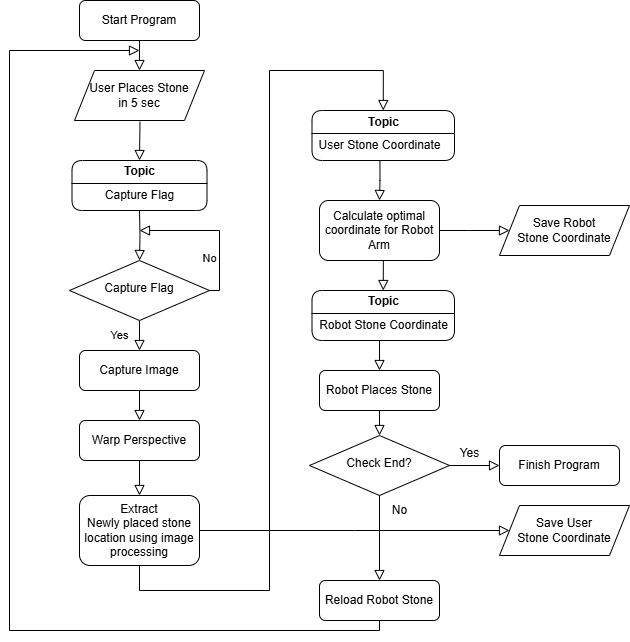 Start Program
User Places Stone
in 5 sec
Topic
Capture Flag
No
Capture Flag
Yes
Capture Image
Warp Perspective
Extract
Newly placed stone
location using image
processing
Topic
User Stone Coordinate
Calculate optimal
coordinate for Robot
Arm
Save Robot
Stone Coordinate
Topic
Robot Stone Coordinate
Robot Places Stone
Check End?
Yes
Finish Program
No
Save User
Stone Coordinate
Reload Robot Stone